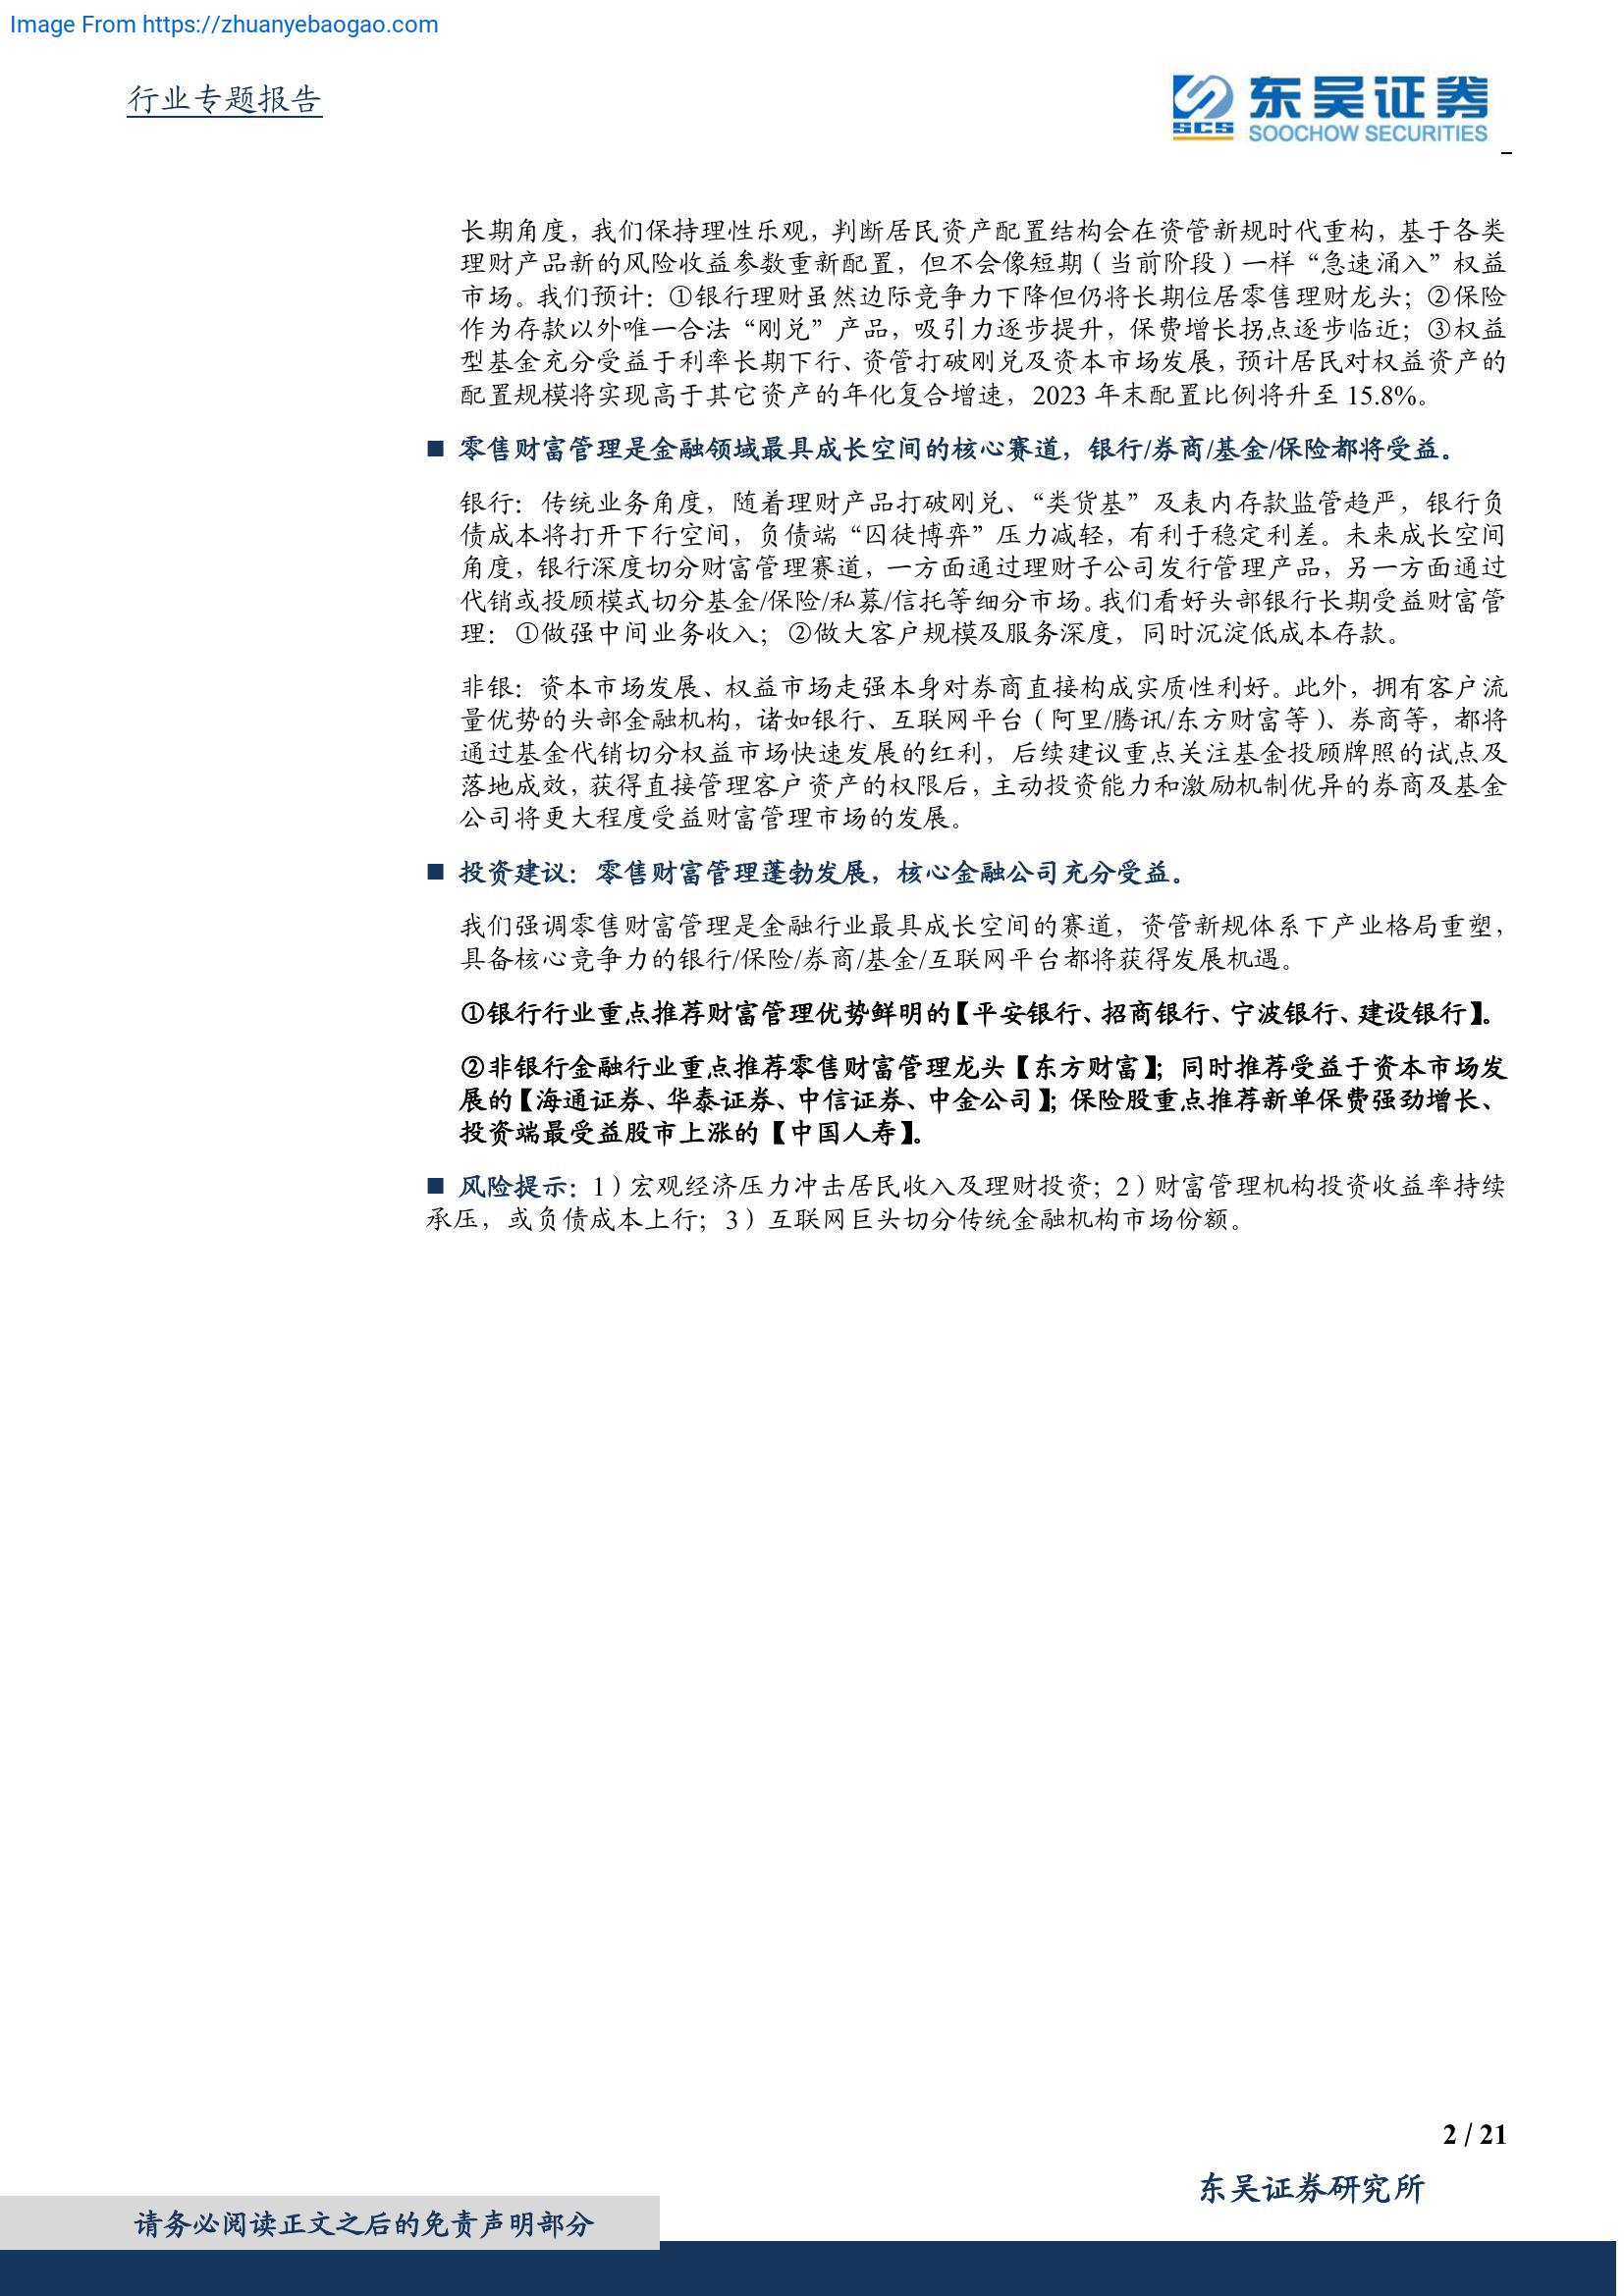 Image From https://zhuanyebaogao.com
行业专题报告
SCS
东吴证券
SOOCHOW SECURITIES
长期角度，我们保持理性乐观，判断居民资产配置结构会在资管新规时代重构，基于各类
理财产品新的风险收益参数重新配置，但不会像短期（当前阶段）一样“急速涌入”权益
市场。我们预计：①银行理财虽然边际竞争力下降但仍将长期位居零售理财龙头；②保险
作为存款以外唯一合法“刚兑”产品，吸引力逐步提升，保费增长拐点逐步临近；③权益
型基金充分受益于利率长期下行、资管打破刚兑及资本市场发展，预计居民对权益资产的
配置规模将实现高于其它资产的年化复合增速，2023 年末配置比例将升至 15.8%。
■ 零售财富管理是金融领域最具成长空间的核心赛道，银行/券商/基金/保险都将受益。
银行：传统业务角度，随着理财产品打破刚兑、“类货基”及表内存款监管趋严，银行负
债成本将打开下行空间，负债端“囚徒博弈”压力减轻，有利于稳定利差。未来成长空间
角度，银行深度切分财富管理赛道，一方面通过理财子公司发行管理产品，另一方面通过
代销或投顾模式切分基金/保险/私募/信托等细分市场。我们看好头部银行长期受益财富管
理：①做强中间业务收入；②做大客户规模及服务深度，同时沉淀低成本存款。
非银：资本市场发展、权益市场走强本身对券商直接构成实质性利好。此外，拥有客户流
量优势的头部金融机构，诸如银行、互联网平台（阿里/腾讯/东方财富等）、券商等，都将
通过基金代销切分权益市场快速发展的红利，后续建议重点关注基金投顾牌照的试点及
落地成效，获得直接管理客户资产的权限后，主动投资能力和激励机制优异的券商及基金
公司将更大程度受益财富管理市场的发展。
■ 投资建议：零售财富管理蓬勃发展，核心金融公司充分受益。
我们强调零售财富管理是金融行业最具成长空间的赛道，资管新规体系下产业格局重塑，
具备核心竞争力的银行/保险/券商/基金/互联网平台都将获得发展机遇。
①银行行业重点推荐财富管理优势鲜明的【平安银行、招商银行、宁波银行、建设银行】。
②非银行金融行业重点推荐零售财富管理龙头【东方财富】；同时推荐受益于资本市场发
展的【海通证券、华泰证券、中信证券、中金公司】；保险股重点推荐新单保费强劲增长、
投资端最受益股市上涨的【中国人寿】。
■ 风险提示：1）宏观经济压力冲击居民收入及理财投资；2）财富管理机构投资收益率持续
承压，或负债成本上行；3）互联网巨头切分传统金融机构市场份额。
2 / 21
东吴证券研究所
请务必阅读正文之后的免责声明部分